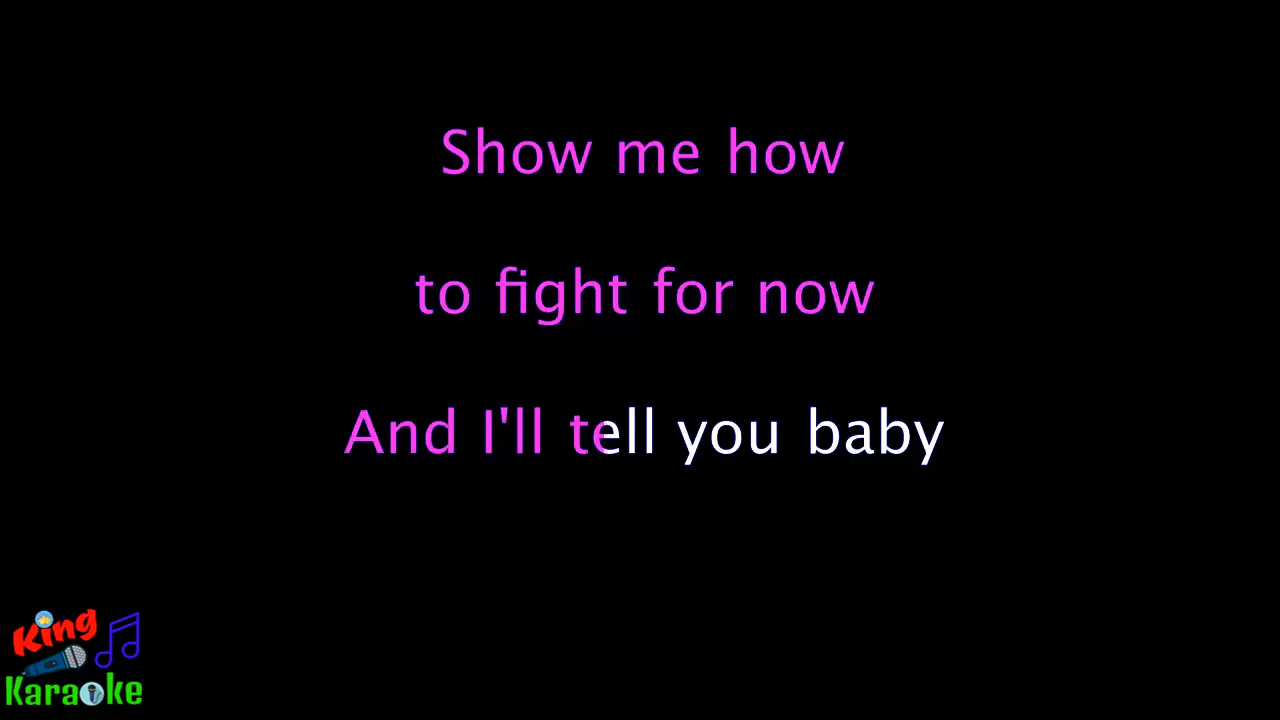 Show me how
to fight for now
And I'll tell you baby
King
Karaoke